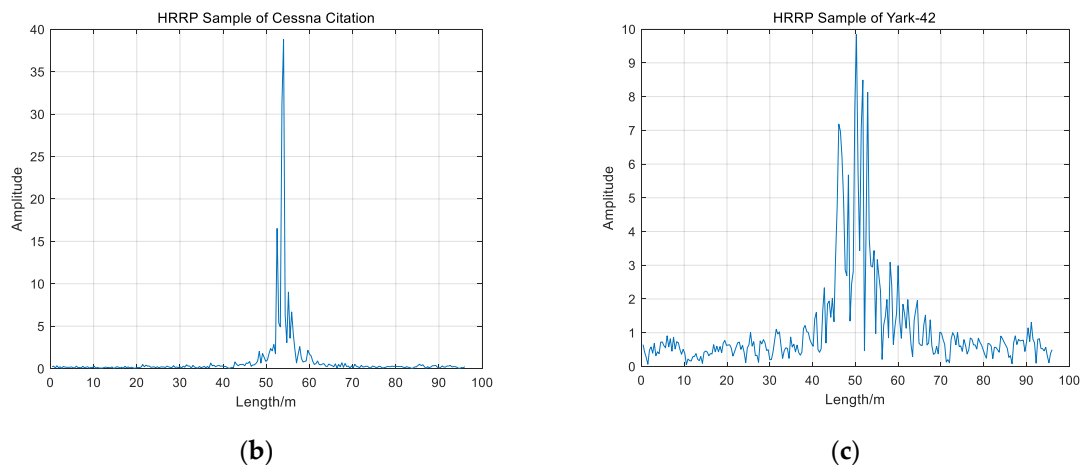 HRRP Sample of Cessna Citation
40
35
30
25
20
15
10
5
0
Amplitude
0 10 20 30 40 50 60 70 80 90 100
Length/m
(b)
HRRP Sample of Yark-42
10
9
8
7
6
5
4
3
2
1
0
Amplitude
0 10 20 30 40 50 60 70 80 90 100
Length/m
(c)